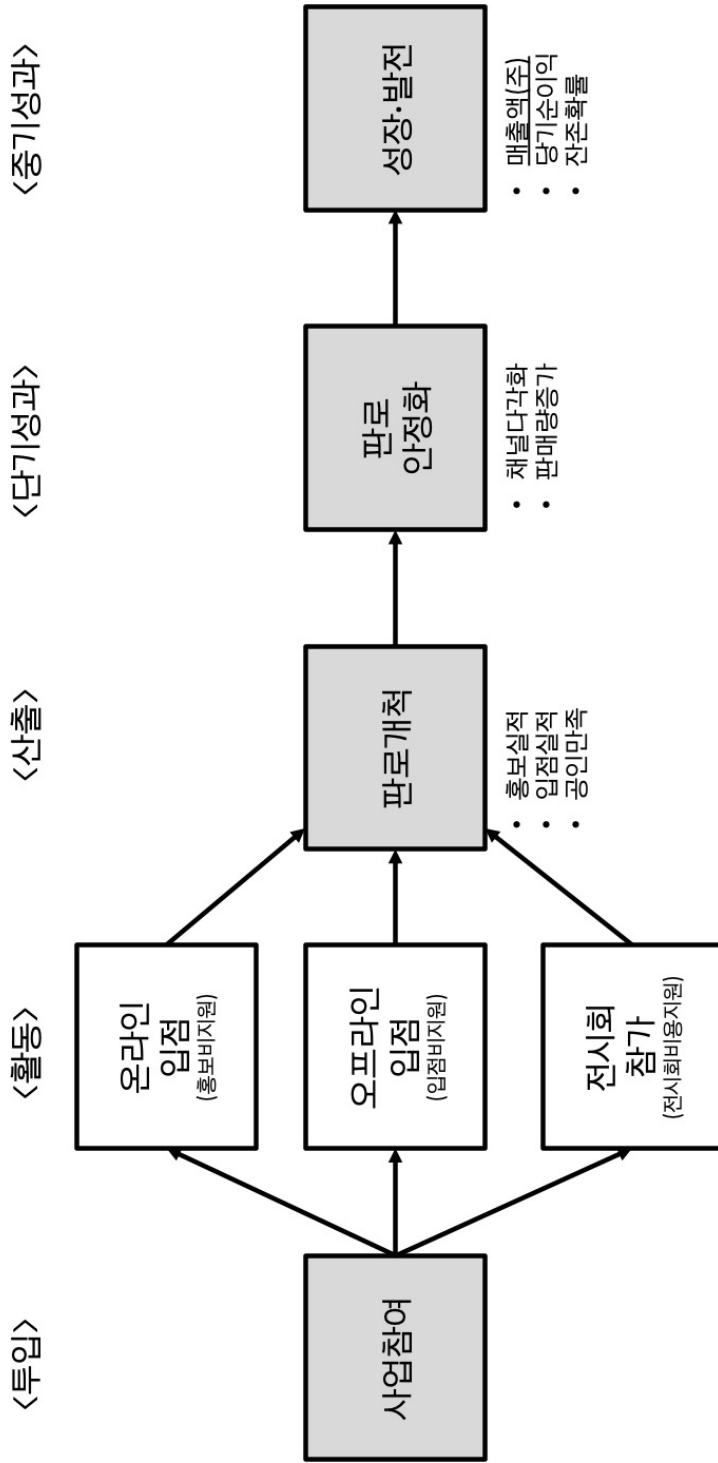 <투입>
<활동>
<산출>
<단기성과>
<중기성과>
사업참여
온라인
입점
(홍보비지원)
오프라인
입점
(입점비지원)
전시회
참가
(전시회비용지원)
판로개척
• 홍보실적
• 입점실적
• 공인만족
판로
안정화
• 채널다각화
• 판매량증가
성장·발전
• 매출액(주)
• 당기순이익
• 잔존확률